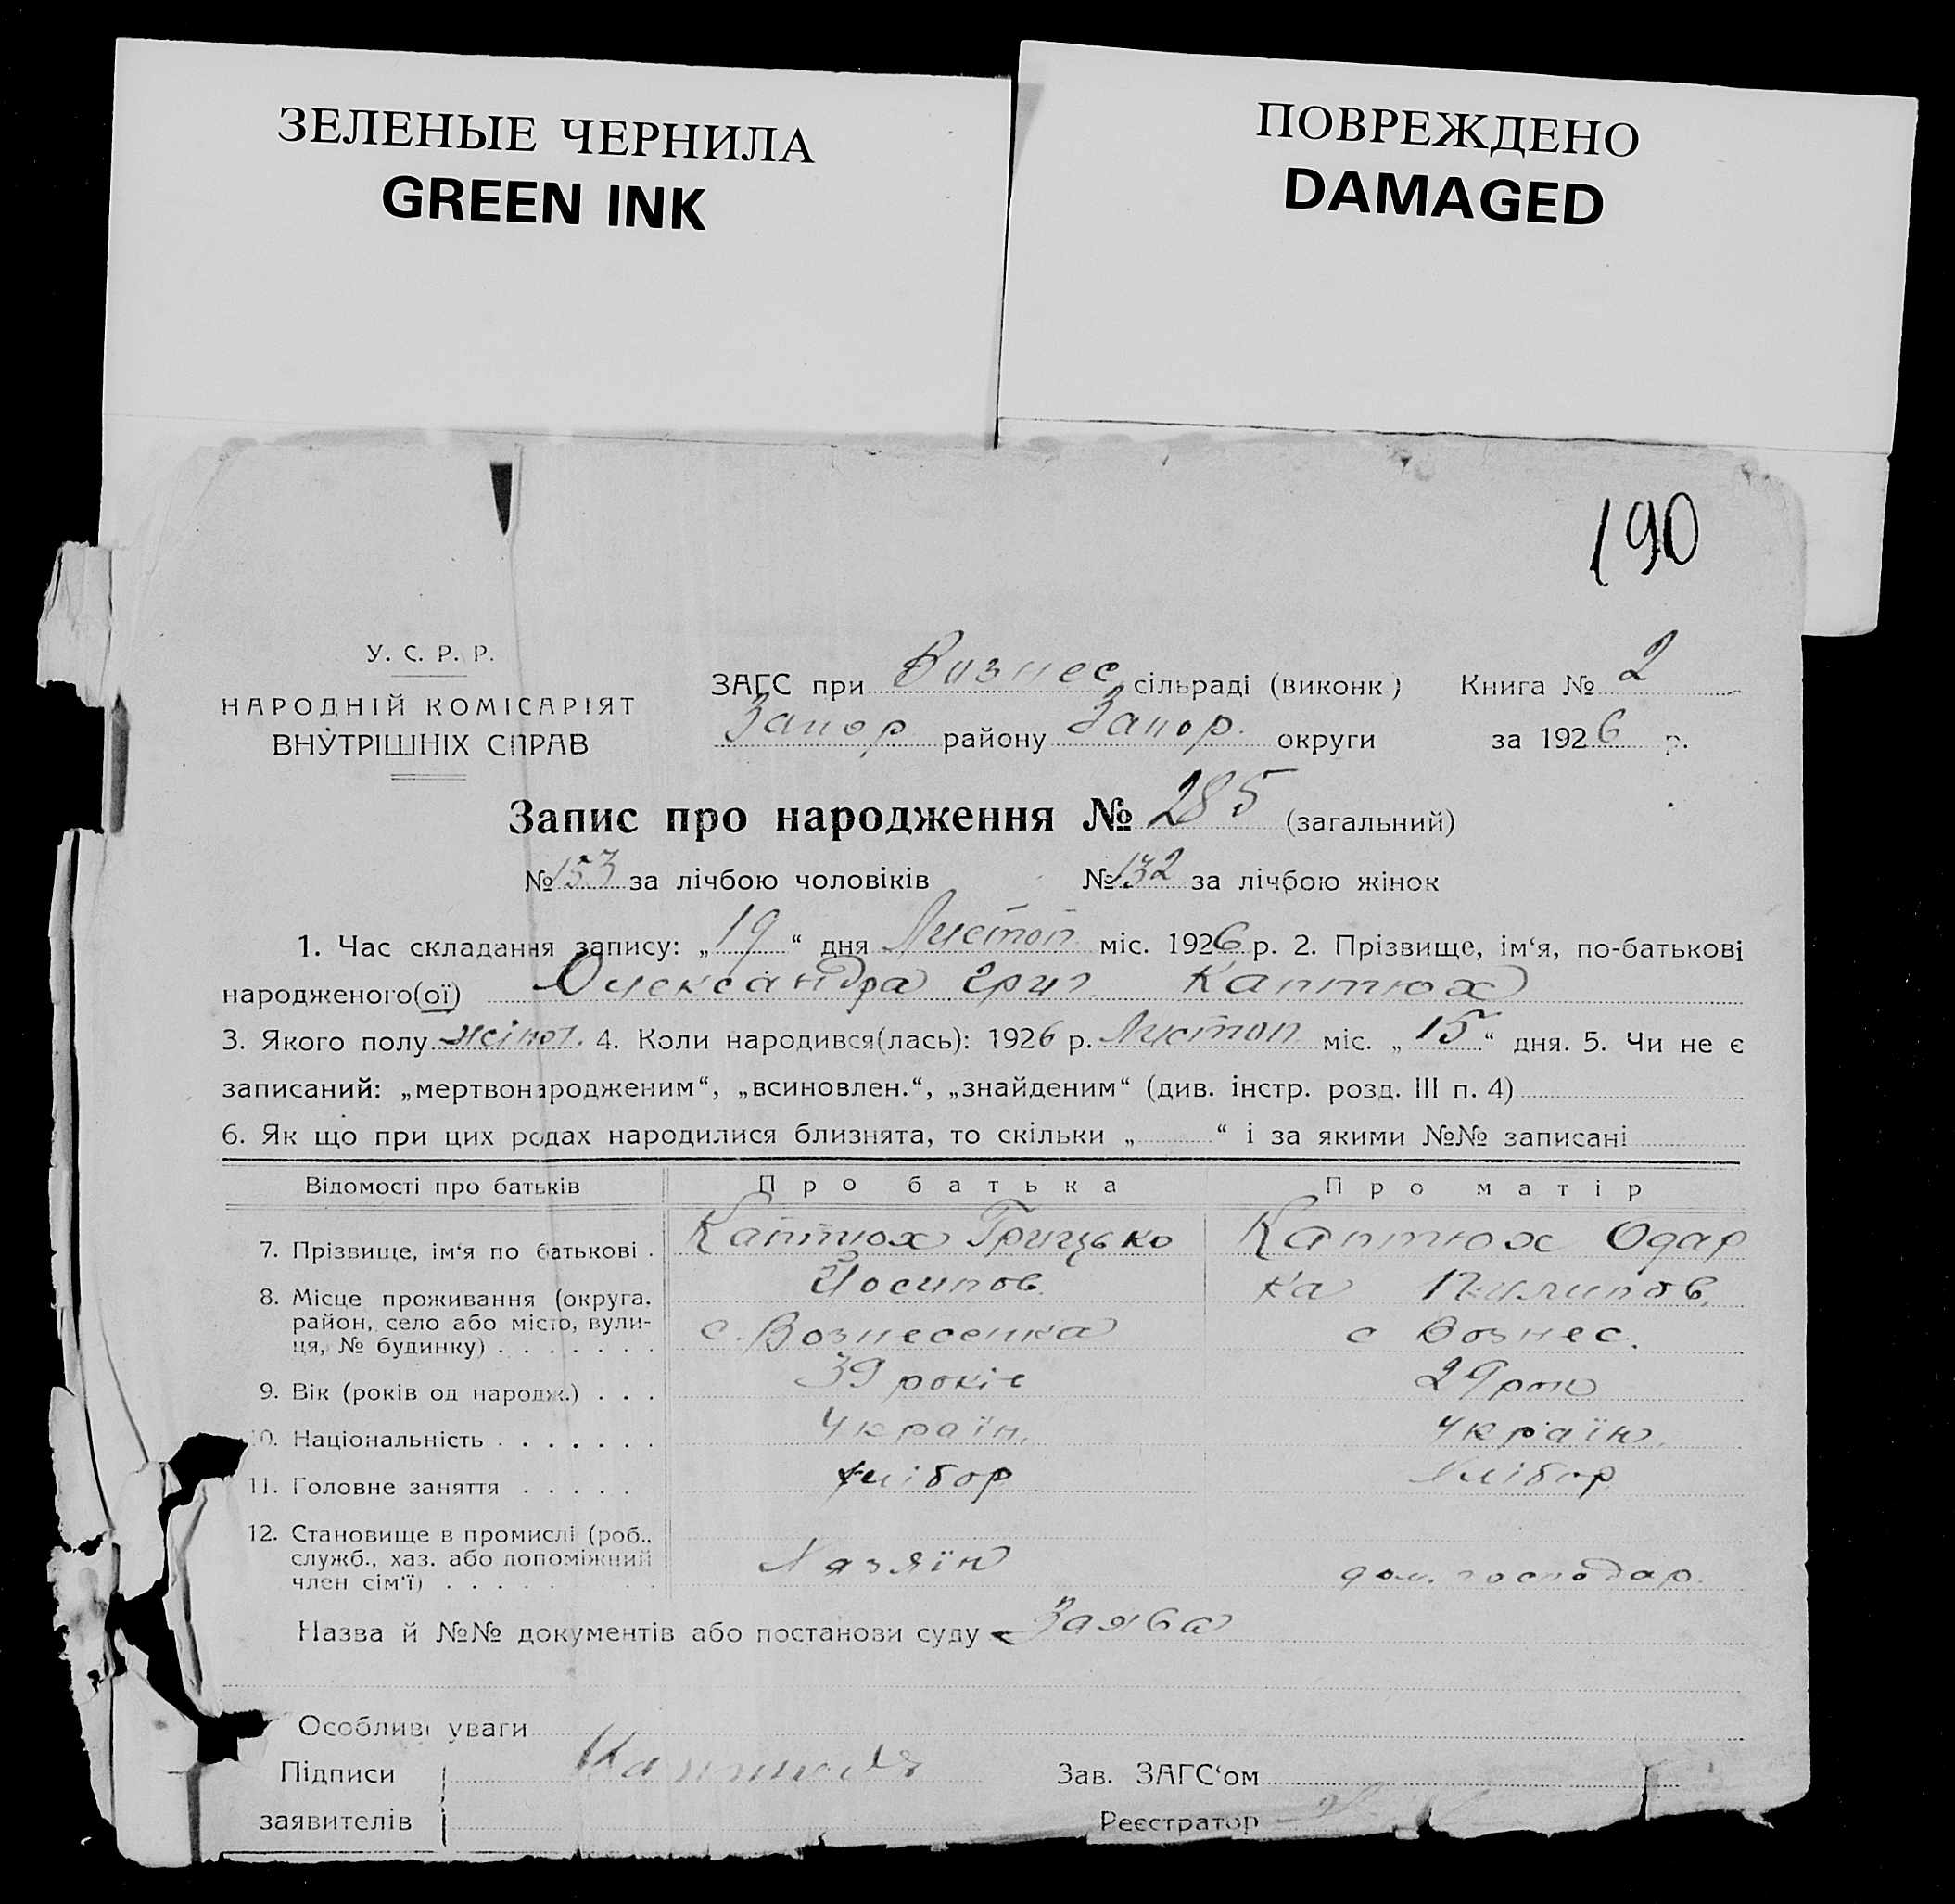 ЗЕЛЕНЫЕ ЧЕРНИЛА
GREEN INK
ПОВРЕЖДЕНО
DAMAGED
190
У. С. Р. Р.
НАРОДНІЙ КОМІСАРІЯТ
ВНУТРІШНІХ СПРАВ
ЗАГС при Вознес сільраді (виконк) Книга № 2
Запор району Запор. округи за 1926 р.
Запис про народження № 285 (загальний)
№ 153 за лічбою чоловіків № 132 за лічбою жінок
1. Час складання запису: „19“ дня Листоп міс. 1926 р. 2. Прізвище, ім‘я, по-батькові
народженого(ої) Олександра Григ. Каптюх
3. Якого полу жіноч. 4. Коли народився(лась): 1926 р. Листоп міс. „15“ дня. 5. Чи не є
записаний: „мертвонародженим“, „всиновлен.“, „знайденим“ (див. інстр. розд. III п. 4)
6. Як що при цих родах народилися близнята, то скільки „ “ і за якими №№ записані
Відомості про батьків Про батька Про матір
7. Прізвище, ім‘я по батькові . Каптюх Грицько Каптюх Одар
Йосипов. ка Пилипов.
8. Місце проживання (округа,
район, село або місто, вули-
ця, № будинку) . . . . . . . с. Вознесенка с Вознес.
9. Вік (років од народж.) . . . 39 років 29 рок
10. Національність . . . . . . . Україн. Україн.
11. Головне заняття . . . . . Хлібор Хлібор
12. Становище в промислі (роб.,
служб., хаз. або допоміжний
член сім‘ї) . . . . . . . . Хазяїн дом. господар.
Назва й №№ документів або постанови суду Заява
Особливі уваги
Підписи Зав. ЗАГС‘ом
заявителів Реєстратор